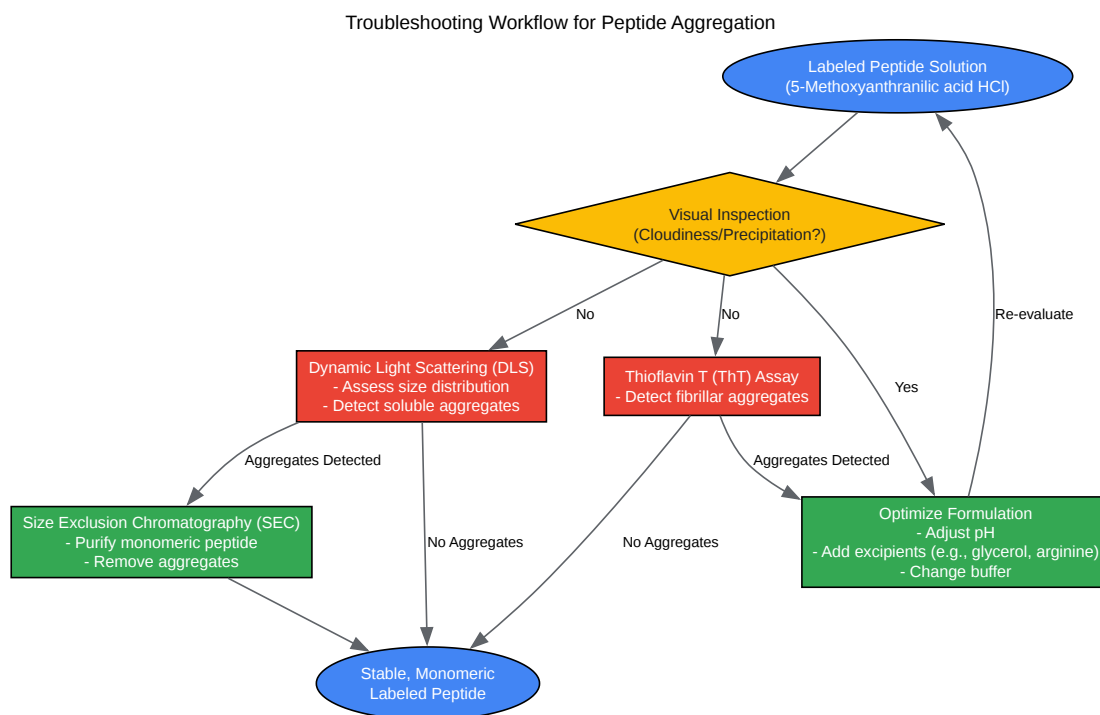 Troubleshooting Workflow for Peptide Aggregation
Labeled Peptide Solution
(5-Methoxyanthranilic acid HCl)
Visual Inspection
(Cloudiness/Precipitation?)
No
No
Re-evaluate
Dynamic Light Scattering (DLS)
- Assess size distribution
- Detect soluble aggregates
Thioflavin T (ThT) Assay
- Detect fibrillar aggregates
Yes
Aggregates Detected
Aggregates Detected
Size Exclusion Chromatography (SEC)
- Purify monomeric peptide
- Remove aggregates
No Aggregates
No Aggregates
Optimize Formulation
- Adjust pH
- Add excipients (e.g., glycerol, arginine)
- Change buffer
Stable, Monomeric
Labeled Peptide